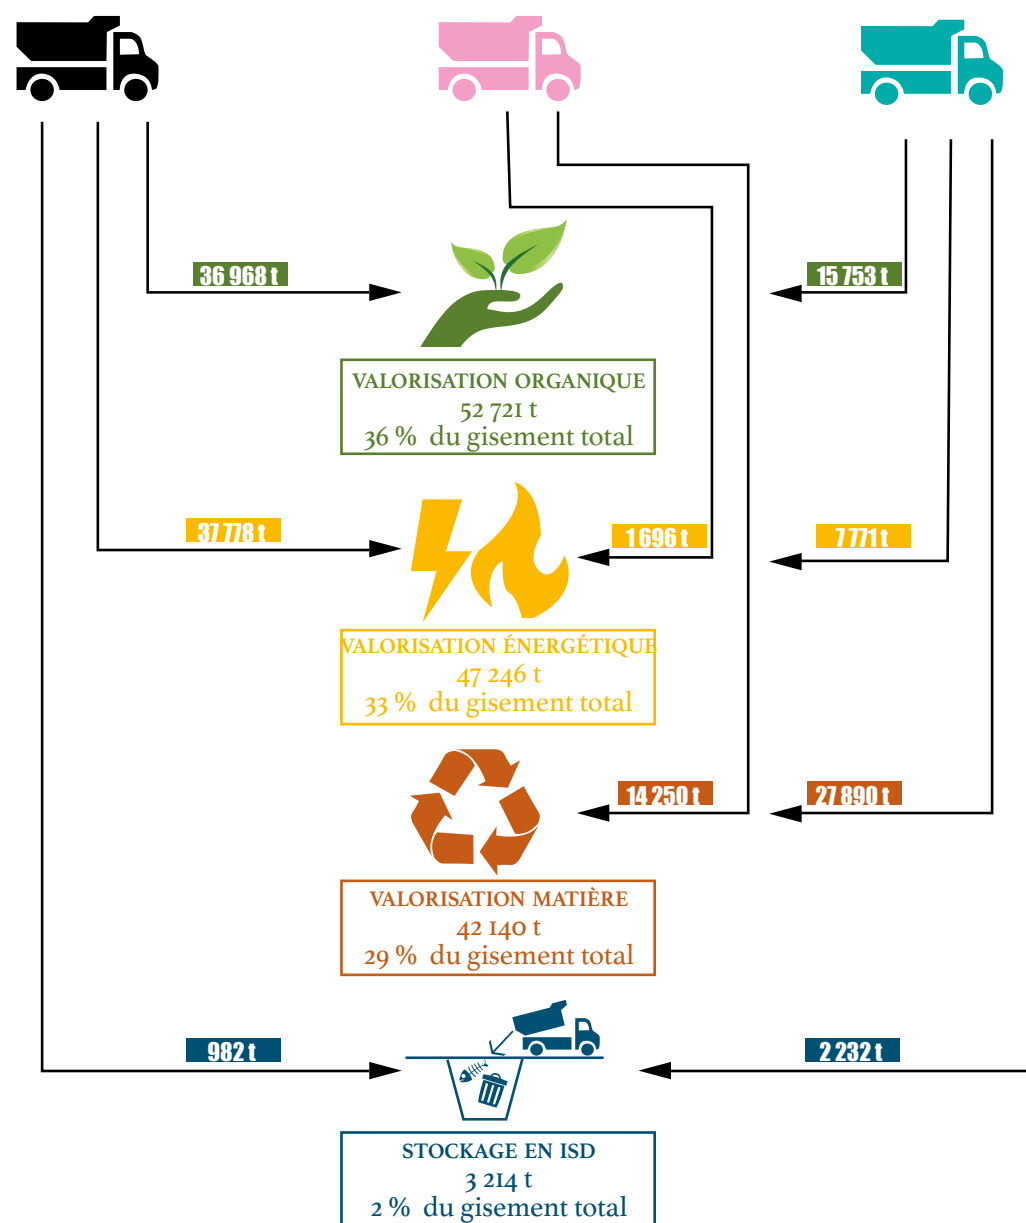 36 968 t
15 753 t
VALORISATION ORGANIQUE
52 721 t
36 % du gisement total
37 778 t
1 696 t
7 771 t
VALORISATION ÉNERGÉTIQUE
47 246 t
33 % du gisement total
14 250 t
27 890 t
VALORISATION MATIÈRE
42 140 t
29 % du gisement total
982 t
2 232 t
STOCKAGE EN ISD
3 214 t
2 % du gisement total